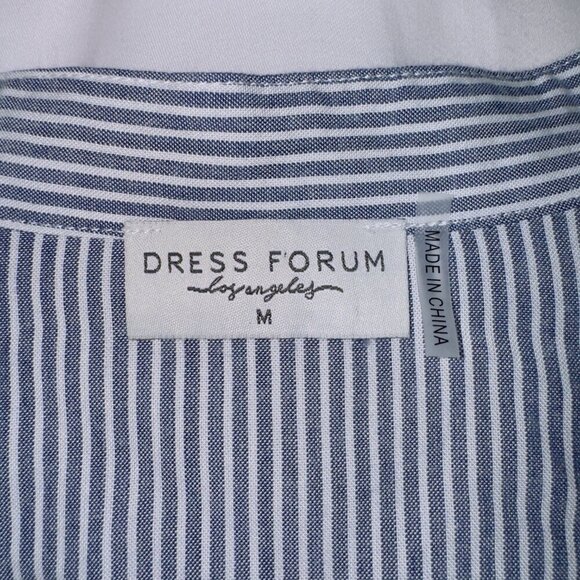 DRESS FORUM
los angeles
M
MADE IN CHINA